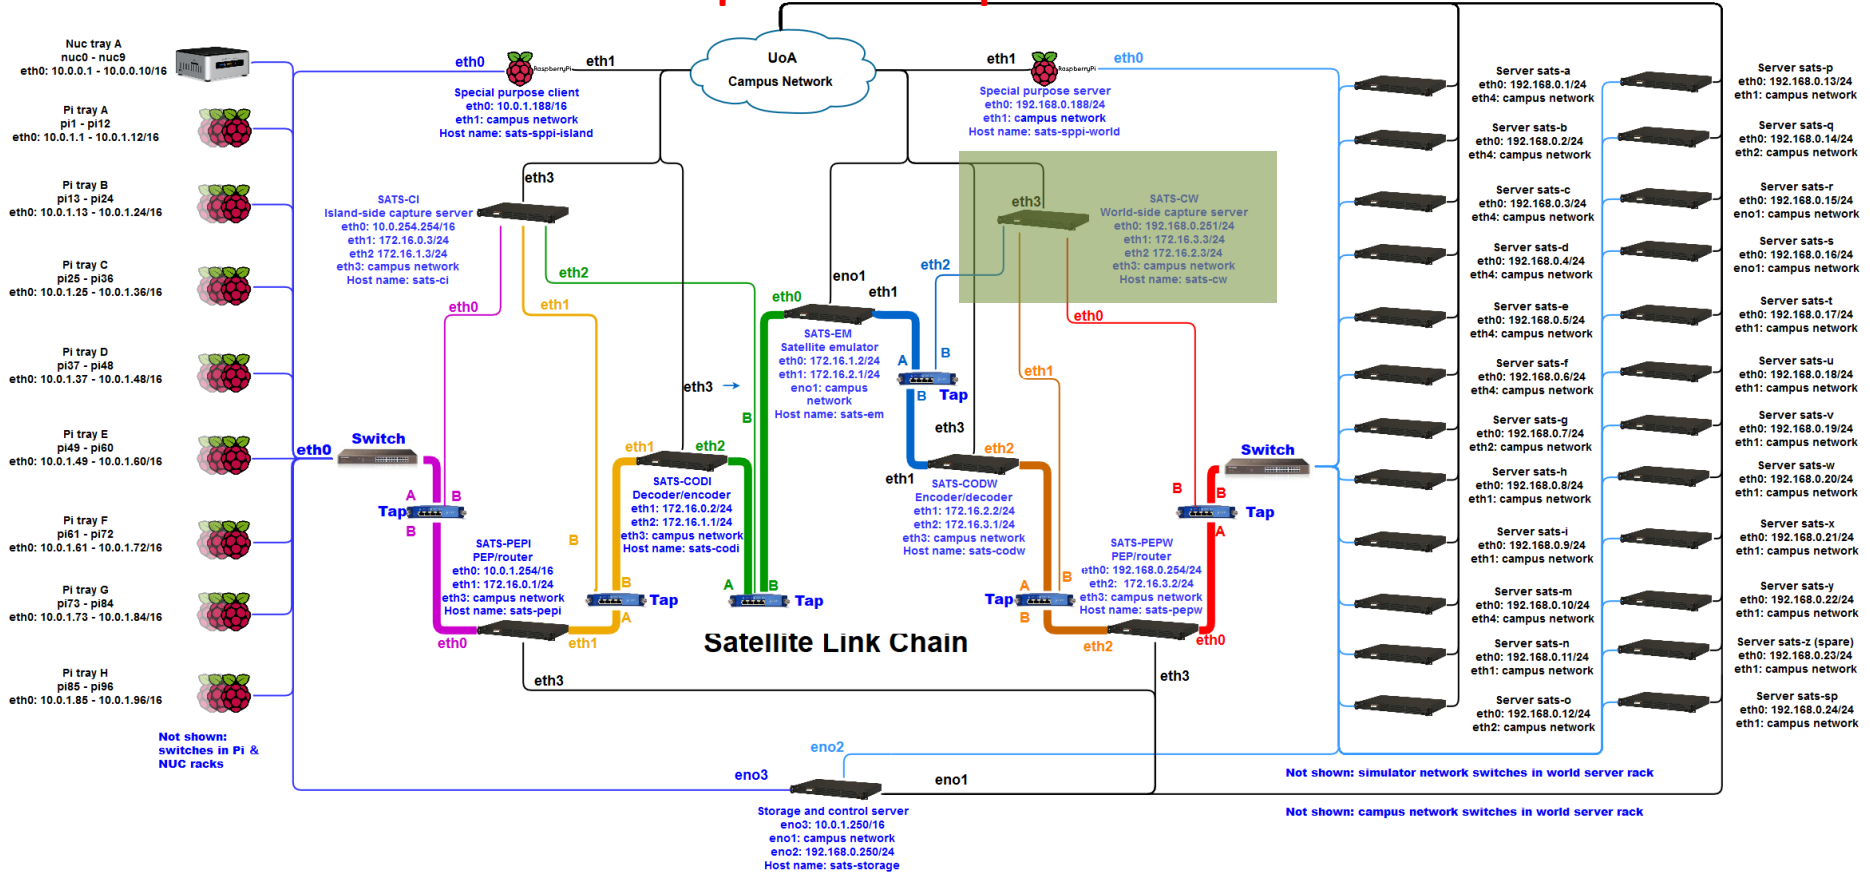 Nuc tray A
nuc0 - nuc9
eth0: 10.0.0.1 - 10.0.0.10/16
Pi tray A
pi1 - pi12
eth0: 10.0.1.1 - 10.0.1.12/16
Pi tray B
pi13 - pi24
eth0: 10.0.1.13 - 10.0.1.24/16
Pi tray C
pi25 - pi36
eth0: 10.0.1.25 - 10.0.1.36/16
Pi tray D
pi37 - pi48
eth0: 10.0.1.37 - 10.0.1.48/16
Pi tray E
pi49 - pi60
eth0: 10.0.1.49 - 10.0.1.60/16
Pi tray F
pi61 - pi72
eth0: 10.0.1.61 - 10.0.1.72/16
Pi tray G
pi73 - pi84
eth0: 10.0.1.73 - 10.0.1.84/16
Pi tray H
pi85 - pi96
eth0: 10.0.1.85 - 10.0.1.96/16
Not shown:
switches in Pi &
NUC racks
eth0
RaspberryPi
eth1
Special purpose client
eth0: 10.0.1.188/16
eth1: campus network
Host name: sats-sppi-island
UoA
Campus Network
eth1
RaspberryPi
eth0
Special purpose server
eth0: 192.168.0.188/24
eth1: campus network
Host name: sats-sppi-world
eth3
SATS-CI
Island-side capture server
eth0: 10.0.254.254/16
eth1: 172.16.0.3/24
eth2 172.16.1.3/24
eth3: campus network
Host name: sats-ci
eth0
eth1
eth2
eth3
SATS-CW
World-side capture server
eth0: 192.168.0.251/24
eth1: 172.16.3.3/24
eth2 172.16.2.3/24
eth3: campus network
Host name: sats-cw
eth2
eth1
eth0
eno1
eth0
eth1
SATS-EM
Satellite emulator
eth0: 172.16.1.2/24
eth1: 172.16.2.1/24
eno1: campus
network
Host name: sats-em
A
B
B
Tap
eth3
B
eth0
Switch
A
B
Tap
B
SATS-PEPI
PEP/router
eth0: 10.0.1.254/16
eth1: 172.16.0.1/24
eth3: campus network
Host name: sats-pepi
eth0
eth1
B
B
A
Tap
eth1
eth2
SATS-CODI
Decoder/encoder
eth1: 172.16.0.2/24
eth2: 172.16.1.1/24
eth3: campus network
Host name: sats-codi
A
B
Tap
eth3
eth2
eth1
SATS-CODW
Encoder/decoder
eth1: 172.16.2.2/24
eth2: 172.16.3.1/24
eth3: campus network
Host name: sats-codw
A
B
Tap
B
SATS-PEPW
PEP/router
eth0: 192.168.0.254/24
eth2: 172.16.3.2/24
eth3: campus network
Host name: sats-pepw
eth2
eth0
Switch
B
B
Tap
A
Satellite Link Chain
eth3
eth3
eno2
eno3
eno1
Storage and control server
eno3: 10.0.1.250/16
eno1: campus network
eno2: 192.168.0.250/24
Host name: sats-storage
Server sats-a
eth0: 192.168.0.1/24
eth4: campus network
Server sats-b
eth0: 192.168.0.2/24
eth4: campus network
Server sats-c
eth0: 192.168.0.3/24
eth4: campus network
Server sats-d
eth0: 192.168.0.4/24
eth4: campus network
Server sats-e
eth0: 192.168.0.5/24
eth4: campus network
Server sats-f
eth0: 192.168.0.6/24
eth4: campus network
Server sats-g
eth0: 192.168.0.7/24
eth2: campus network
Server sats-h
eth0: 192.168.0.8/24
eth1: campus network
Server sats-i
eth0: 192.168.0.9/24
eth1: campus network
Server sats-m
eth0: 192.168.0.10/24
eth4: campus network
Server sats-n
eth0: 192.168.0.11/24
eth1: campus network
Server sats-o
eth0: 192.168.0.12/24
eth2: campus network
Server sats-p
eth0: 192.168.0.13/24
eth1: campus network
Server sats-q
eth0: 192.168.0.14/24
eth2: campus network
Server sats-r
eth0: 192.168.0.15/24
eno1: campus network
Server sats-s
eth0: 192.168.0.16/24
eno1: campus network
Server sats-t
eth0: 192.168.0.17/24
eth1: campus network
Server sats-u
eth0: 192.168.0.18/24
eth1: campus network
Server sats-v
eth0: 192.168.0.19/24
eth1: campus network
Server sats-w
eth0: 192.168.0.20/24
eth1: campus network
Server sats-x
eth0: 192.168.0.21/24
eth1: campus network
Server sats-y
eth0: 192.168.0.22/24
eth1: campus network
Server sats-z (spare)
eth0: 192.168.0.23/24
eth1: campus network
Server sats-sp
eth0: 192.168.0.24/24
eth1: campus network
Not shown: simulator network switches in world server rack
Not shown: campus network switches in world server rack